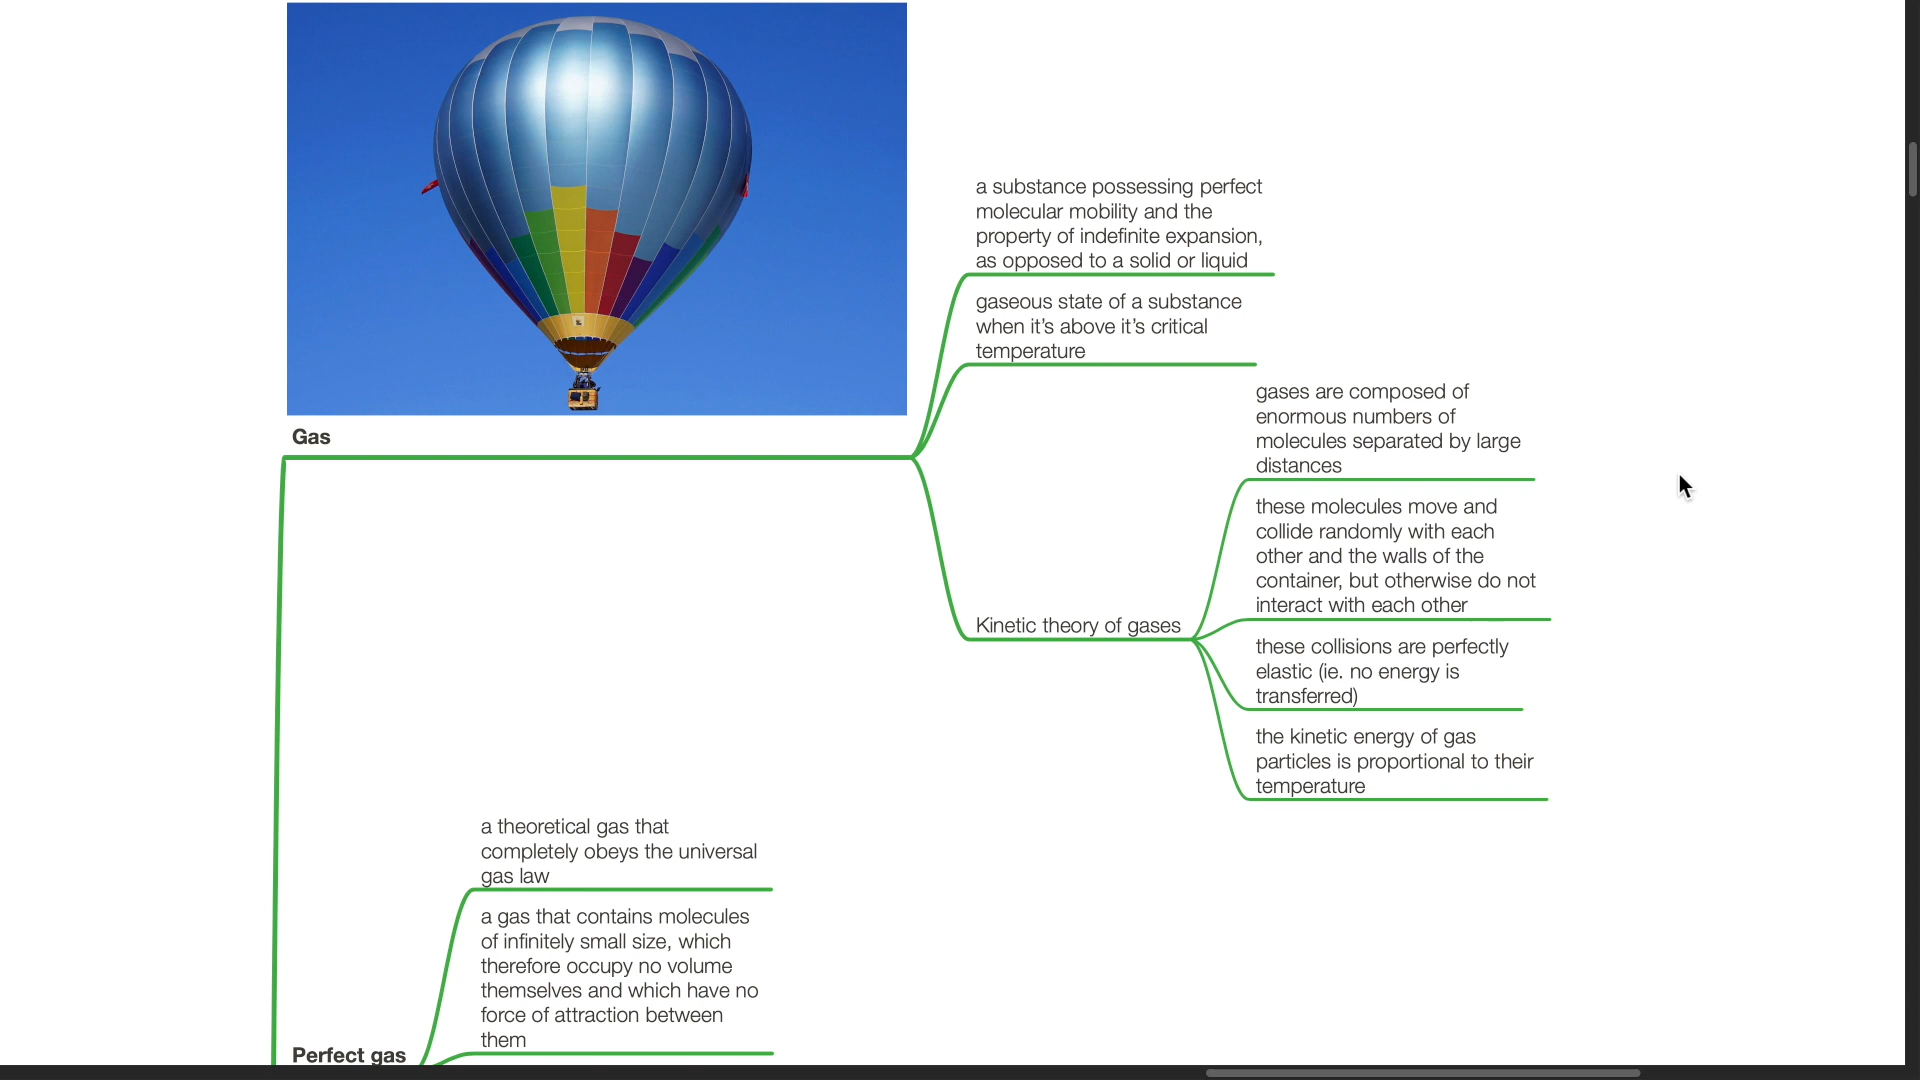 a substance possessing perfect
molecular mobility and the
property of indefinite expansion,
as opposed to a solid or liquid
gaseous state of a substance
when it’s above it’s critical
temperature
Gas
gases are composed of
enormous numbers of
molecules separated by large
distances
these molecules move and
collide randomly with each
other and the walls of the
container, but otherwise do not
interact with each other
Kinetic theory of gases
these collisions are perfectly
elastic (ie. no energy is
transferred)
the kinetic energy of gas
particles is proportional to their
temperature
a theoretical gas that
completely obeys the universal
gas law
a gas that contains molecules
of infinitely small size, which
therefore occupy no volume
themselves and which have no
force of attraction between
them
Perfect gas